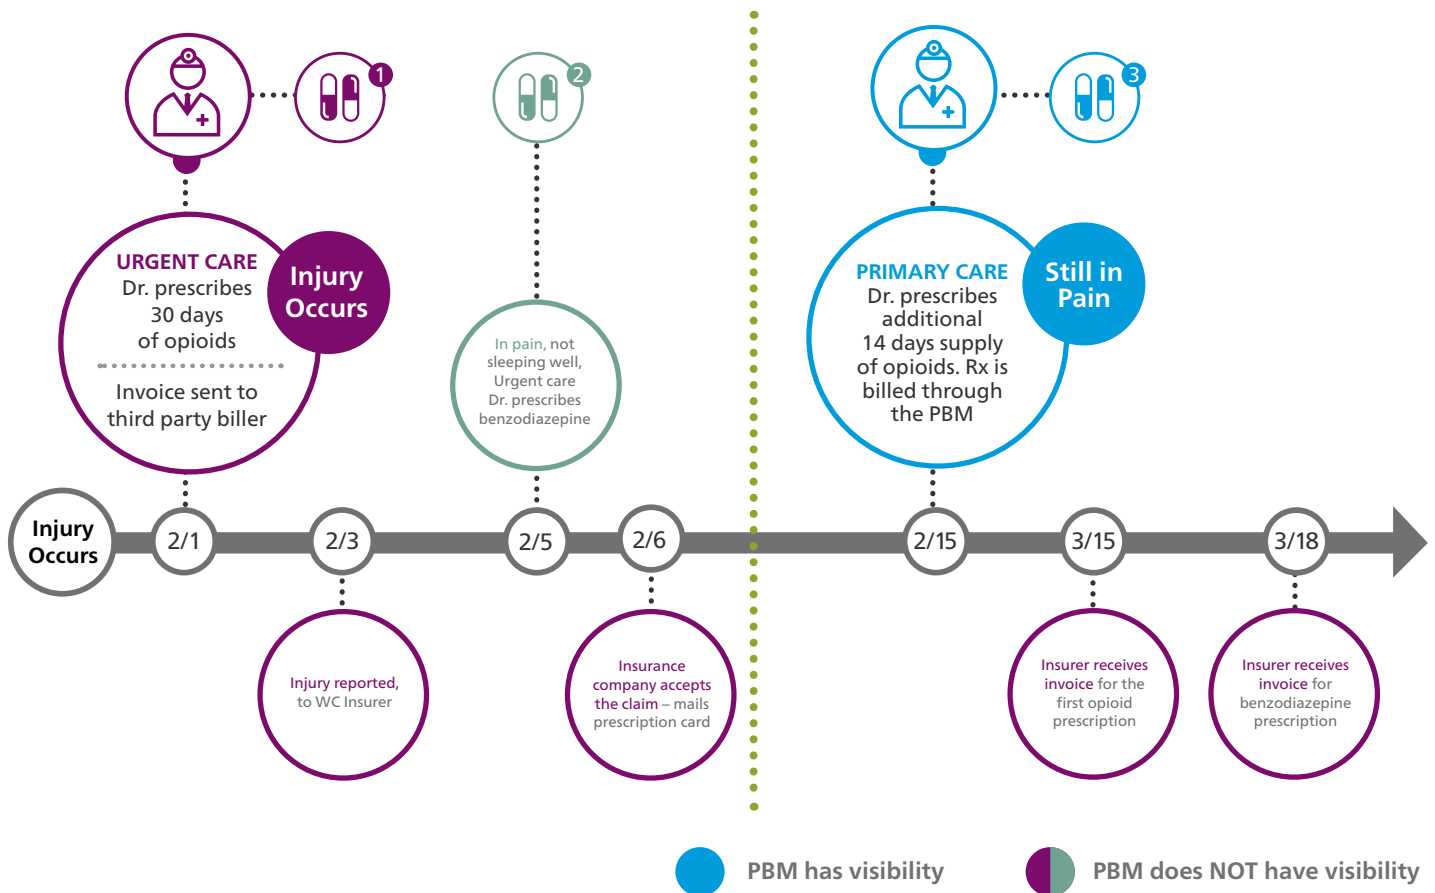 1
2
3
URGENT CARE
Dr. prescribes
30 days
of opioids
Invoice sent to
third party biller
Injury
Occurs
In pain, not
sleeping well,
Urgent care
Dr. prescribes
benzodiazepine
PRIMARY CARE
Dr. prescribes
additional
14 days supply
of opioids. Rx is
billed through
the PBM
Still in
Pain
Injury
Occurs
2/1
2/3
2/5
2/6
2/15
3/15
3/18
Injury reported,
to WC Insurer
Insurance
company accepts
the claim – mails
prescription card
Insurer receives
invoice for the
first opioid
prescription
Insurer receives
invoice for
benzodiazepine
prescription
PBM has visibility
PBM does NOT have visibility